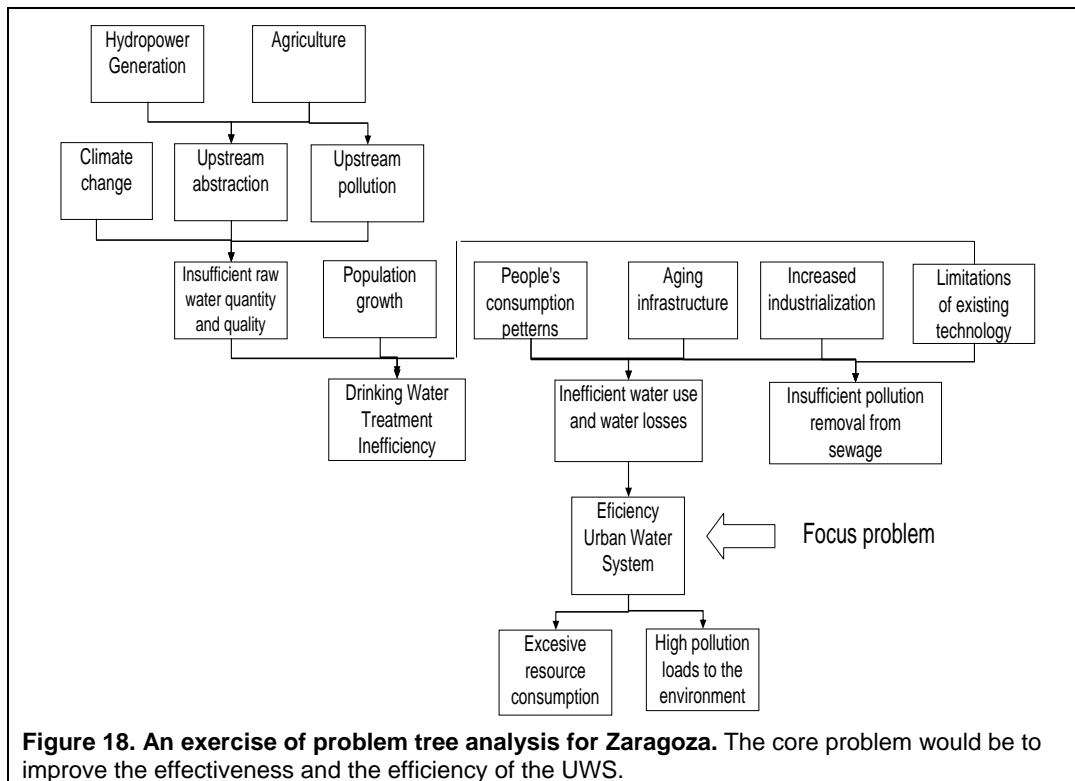 Hydropower
Generation
Agriculture
Climate
change
Upstream
abstraction
Upstream
pollution
Insufficient raw
water quantity
and quality
Population
growth
People's
consumption
petterns
Aging
infrastructure
Increased
industrialization
Limitations
of existing
technology
Drinking Water
Treatment
Inefficiency
Inefficient water use
and water losses
Insufficient pollution
removal from
sewage
Eficiency
Urban Water
System
Focus problem
Excesive
resource
consumption
High pollution
loads to the
environment
Figure 18. An exercise of problem tree analysis for Zaragoza. The core problem would be to
improve the effectiveness and the efficiency of the UWS.